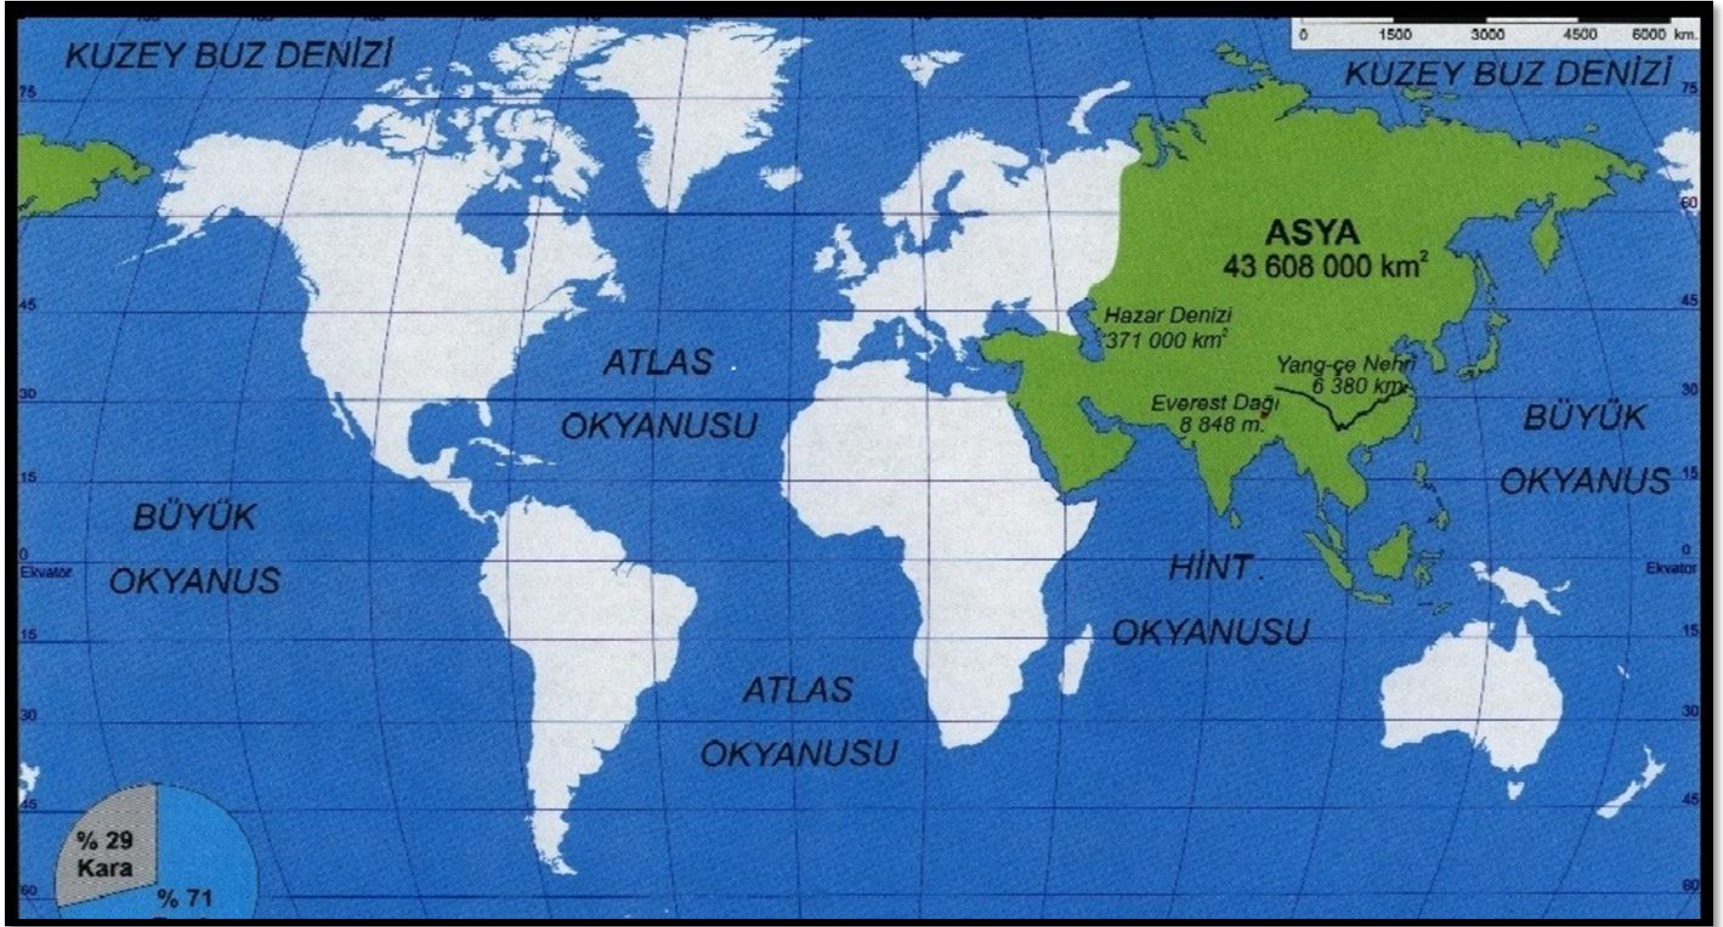 0 1500 3000 4500 6000 km.
KUZEY BUZ DENİZİ
KUZEY BUZ DENİZİ
75
75
60
ASYA
43 608 000 km²
45
45
Hazar Denizi
371 000 km²
ATLAS
OKYANUSU
Yang-çe Nehri
6 380 km.
30
30
Everest Dağı
8 848 m.
BÜYÜK
OKYANUS
15
15
BÜYÜK
OKYANUS
0
Ekvator
HİNT
OKYANUSU
0
Ekvator
15
15
ATLAS
OKYANUSU
30
30
45
45
% 29
Kara
% 71
60
60